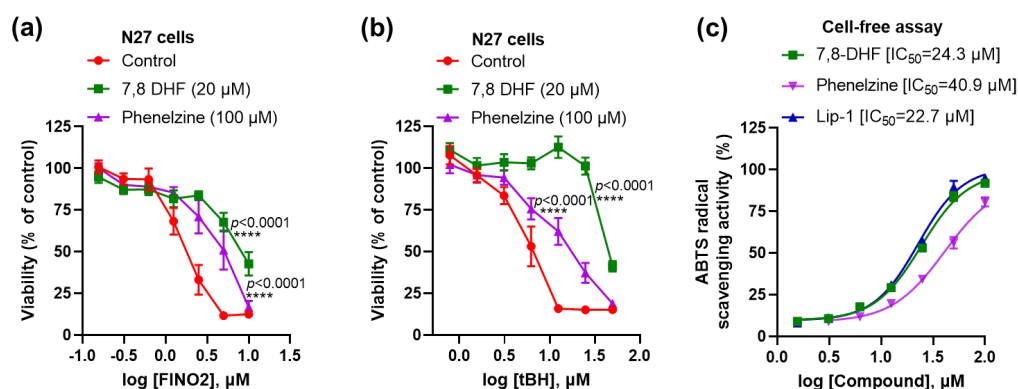 (a)
N27 cells
Control
7,8 DHF (20 µM)
Phenelzine (100 µM)
Viability (% of control)
125
100
75
50
25
0
p<0.0001
****
p<0.0001
****
-1.0 -0.5 0.0 0.5 1.0 1.5
log [FINO2], µM
(b)
N27 cells
Control
7,8 DHF (20 µM)
Phenelzine (100 µM)
Viability (% of control)
125
100
75
50
25
0
p<0.0001
****
p<0.0001
****
0.0 0.5 1.0 1.5 2.0
log [tBH], µM
(c)
Cell-free assay
7,8-DHF [IC50=24.3 µM]
Phenelzine [IC50=40.9 µM]
Lip-1 [IC50=22.7 µM]
ABTS radical
scavenging activity (%)
125
100
75
50
25
0
0.0 0.5 1.0 1.5 2.0
log [Compound], µM